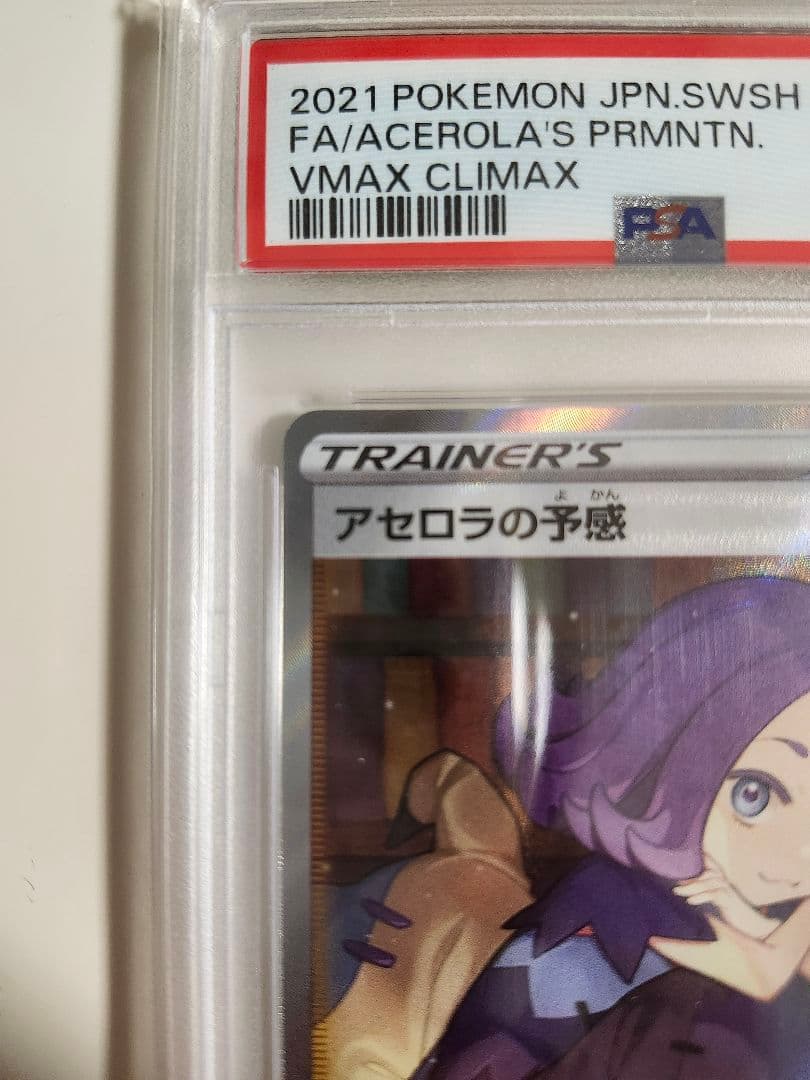 2021 POKEMON JPN.SWSH
FA/ACEROLA'S PRMNTN.
VMAX CLIMAX
PSA
TRAINER'S
よ かん
アセロラの予感